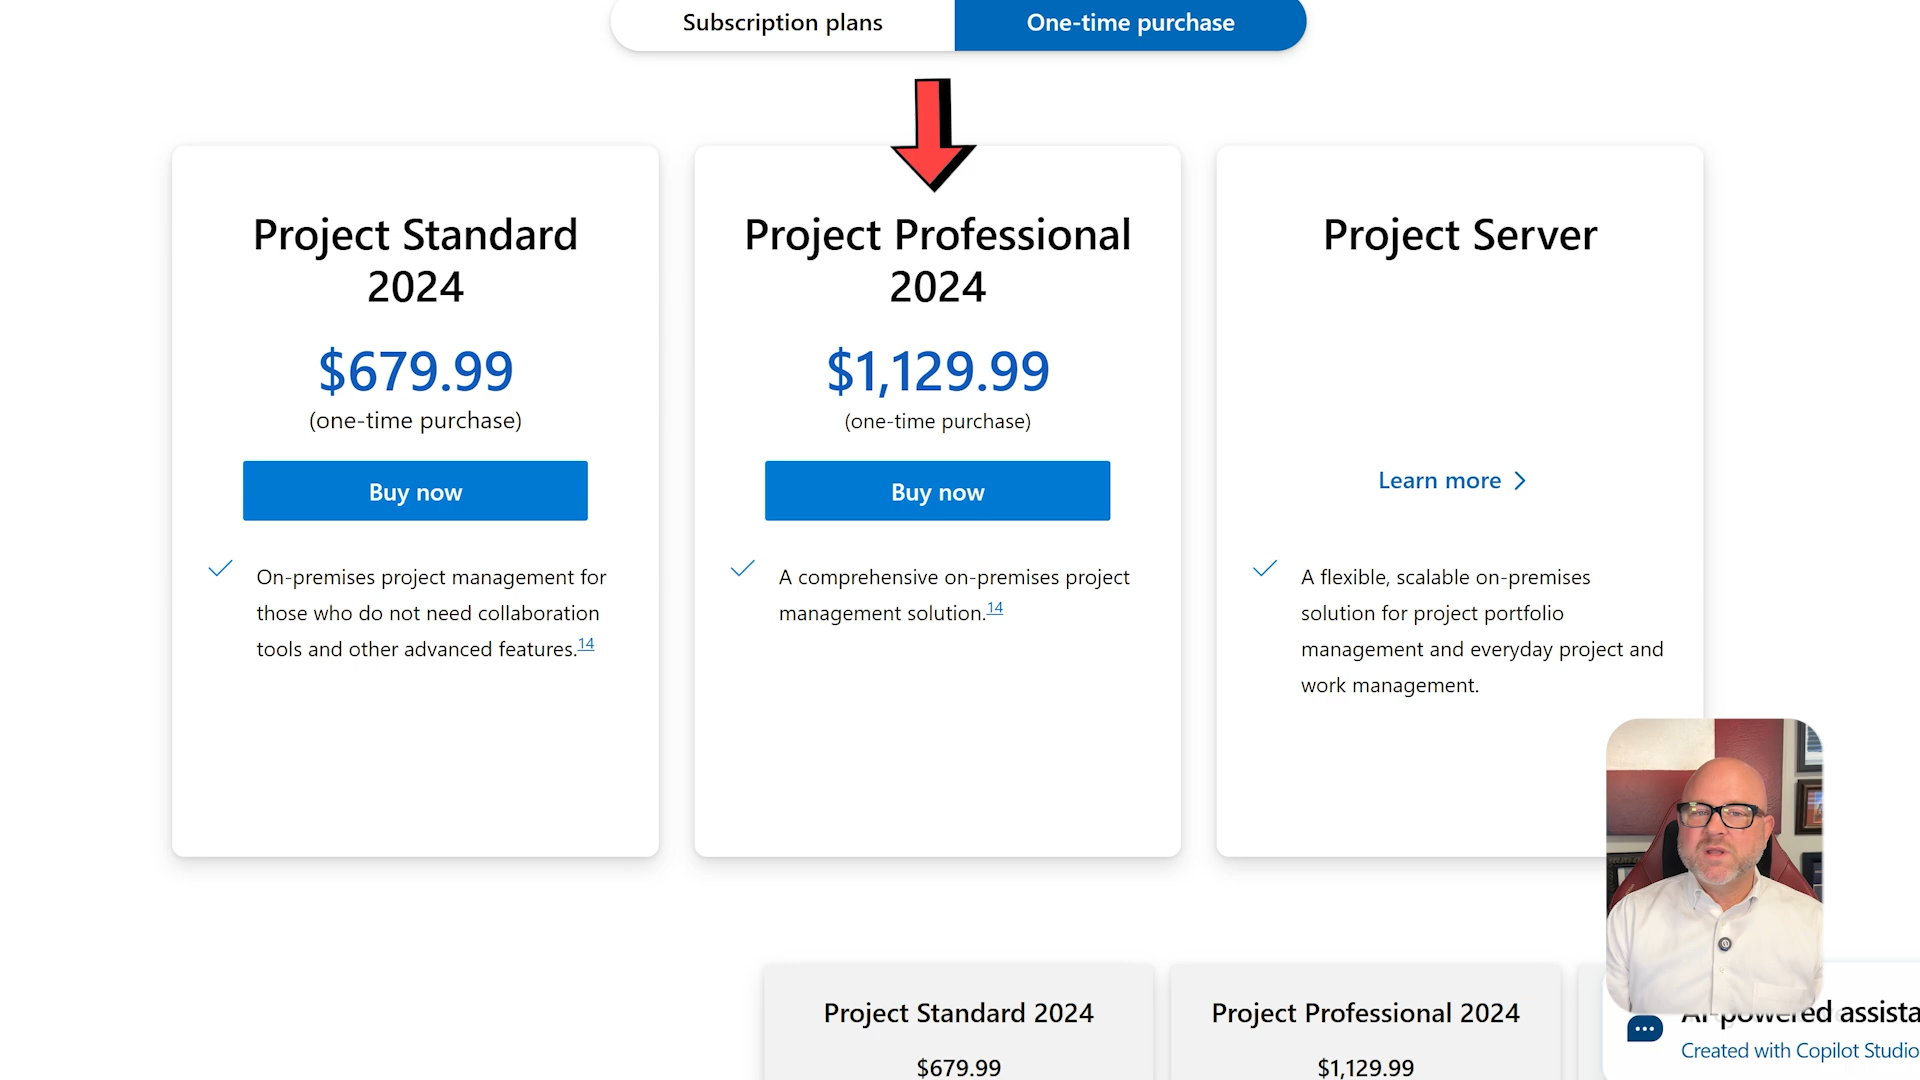 Subscription plans
One-time purchase
Project Standard
2024
$679.99
(one-time purchase)
Buy now
On-premises project management for
those who do not need collaboration
tools and other advanced features.14
Project Professional
2024
$1,129.99
(one-time purchase)
Buy now
A comprehensive on-premises project
management solution.14
Project Server
Learn more
A flexible, scalable on-premises
solution for project portfolio
management and everyday project and
work management.
Project Standard 2024
$679.99
Project Professional 2024
$1,129.99
AI-powered assista
Created with Copilot Studio